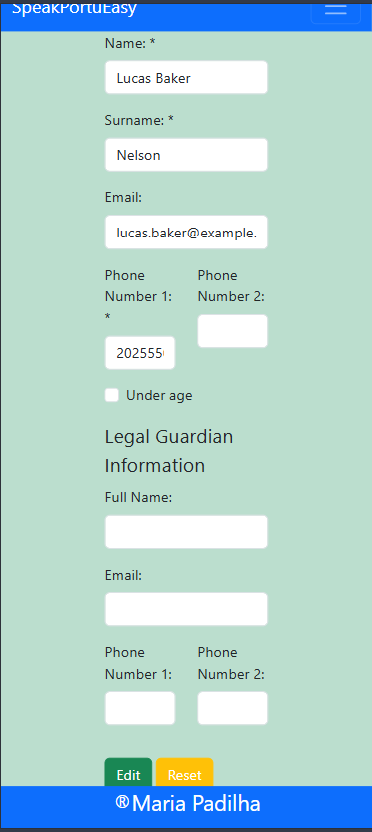 SpeakPortuEasy
Name: *
Lucas Baker
Surname: *
Nelson
Email:
lucas.baker@example.
Phone
Number 1:
*
Phone
Number 2:
202555
Under age
Legal Guardian
Information
Full Name:
Email:
Phone
Number 1:
Phone
Number 2:
Edit
Reset
®Maria Padilha